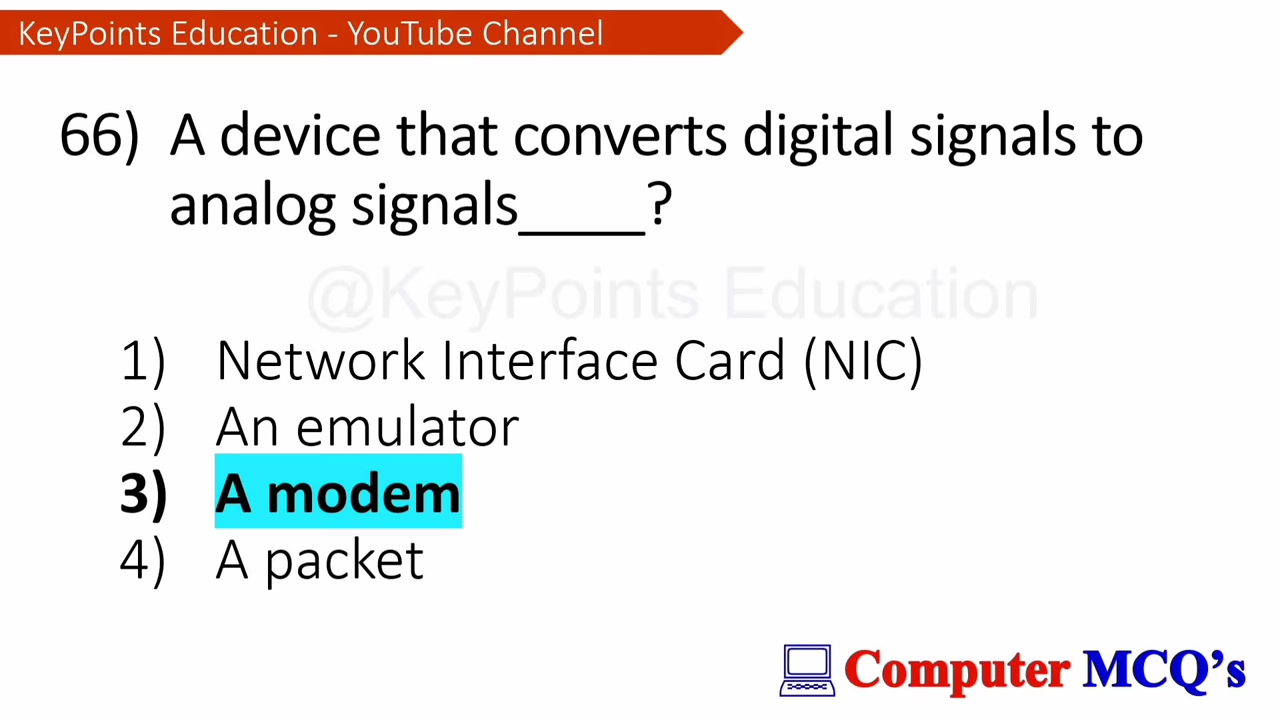 KeyPoints Education - YouTube Channel
66) A device that converts digital signals to
analog signals____?
@KeyPoints Education
1) Network Interface Card (NIC)
2) An emulator
3) A modem
4) A packet
Computer MCQ's